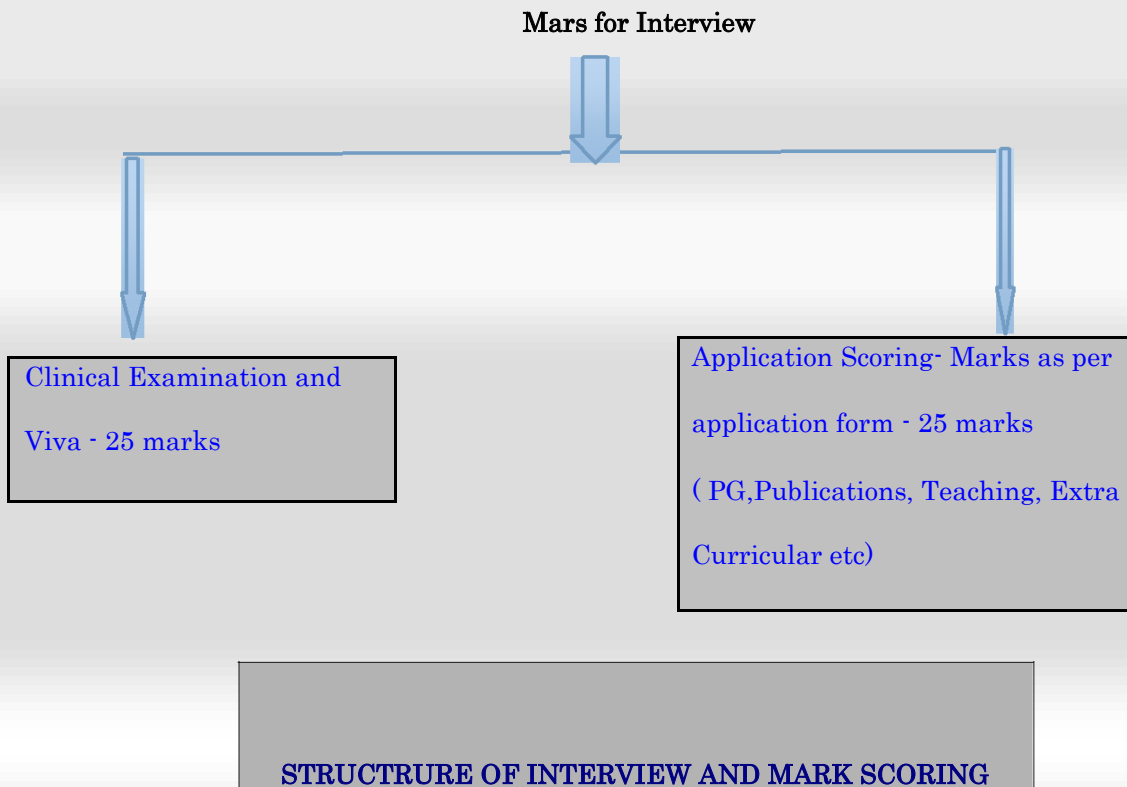 Mars for Interview
Clinical Examination and
Viva - 25 marks
Application Scoring- Marks as per
application form - 25 marks
( PG,Publications, Teaching, Extra
Curricular etc)
STRUCTRURE OF INTERVIEW AND MARK SCORING